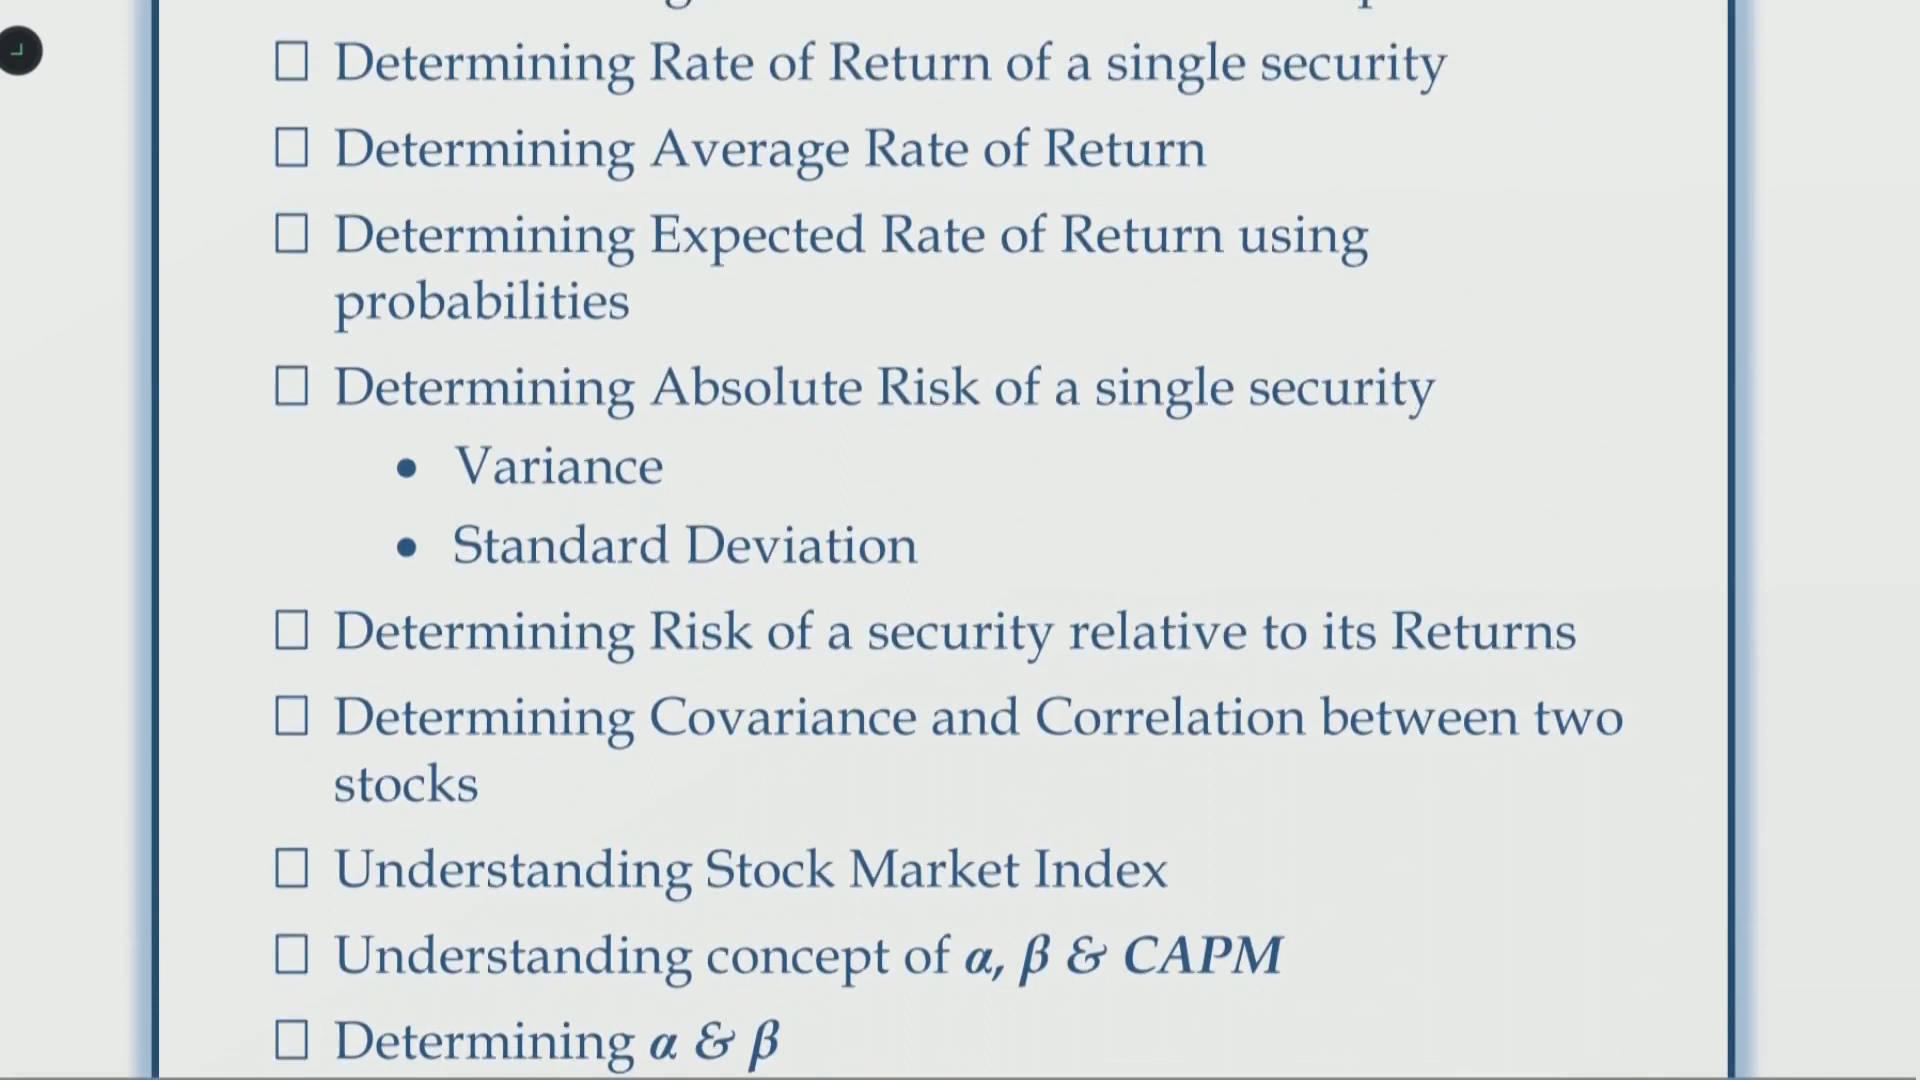 Determining Rate of Return of a single security
Determining Average Rate of Return
Determining Expected Rate of Return using
probabilities
Determining Absolute Risk of a single security
• Variance
• Standard Deviation
Determining Risk of a security relative to its Returns
Determining Covariance and Correlation between two
stocks
Understanding Stock Market Index
Understanding concept of α, β & CAPM
Determining α & β